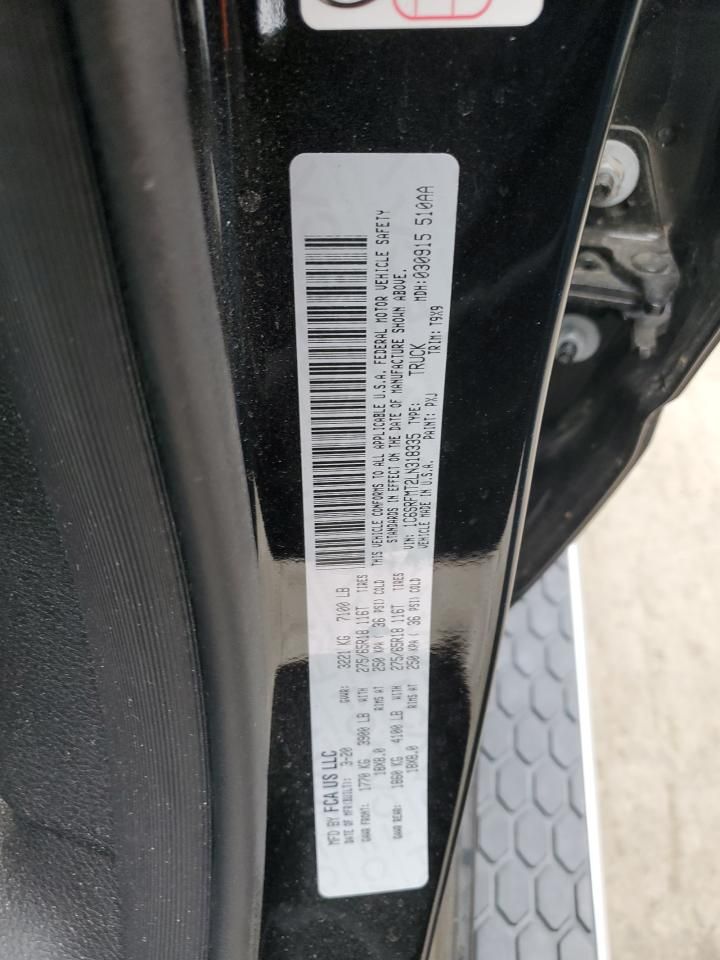 MFD BY FCA US LLC
DATE OF MFR(BUILT): 3-20 GVWR: 3221 KG 7100 LB
GAWR FRONT: 1770 KG 3900 LB WITH 275/65R18 116T TIRES
18X8.0 RIMS AT 250 KPA ( 36 PSI) COLD
GAWR REAR: 1860 KG 4100 LB WITH 275/65R18 116T TIRES
18X8.0 RIMS AT 250 KPA ( 36 PSI) COLD
THIS VEHICLE CONFORMS TO ALL APPLICABLE U.S.A. FEDERAL MOTOR VEHICLE SAFETY
STANDARDS IN EFFECT ON THE DATE OF MANUFACTURE SHOWN ABOVE.
VIN: 1C6SRFMT2LN318335 TYPE: TRUCK MDH:030915 510AA
VEHICLE MADE IN U.S.A. PAINT: PXJ TRIM: T9X9